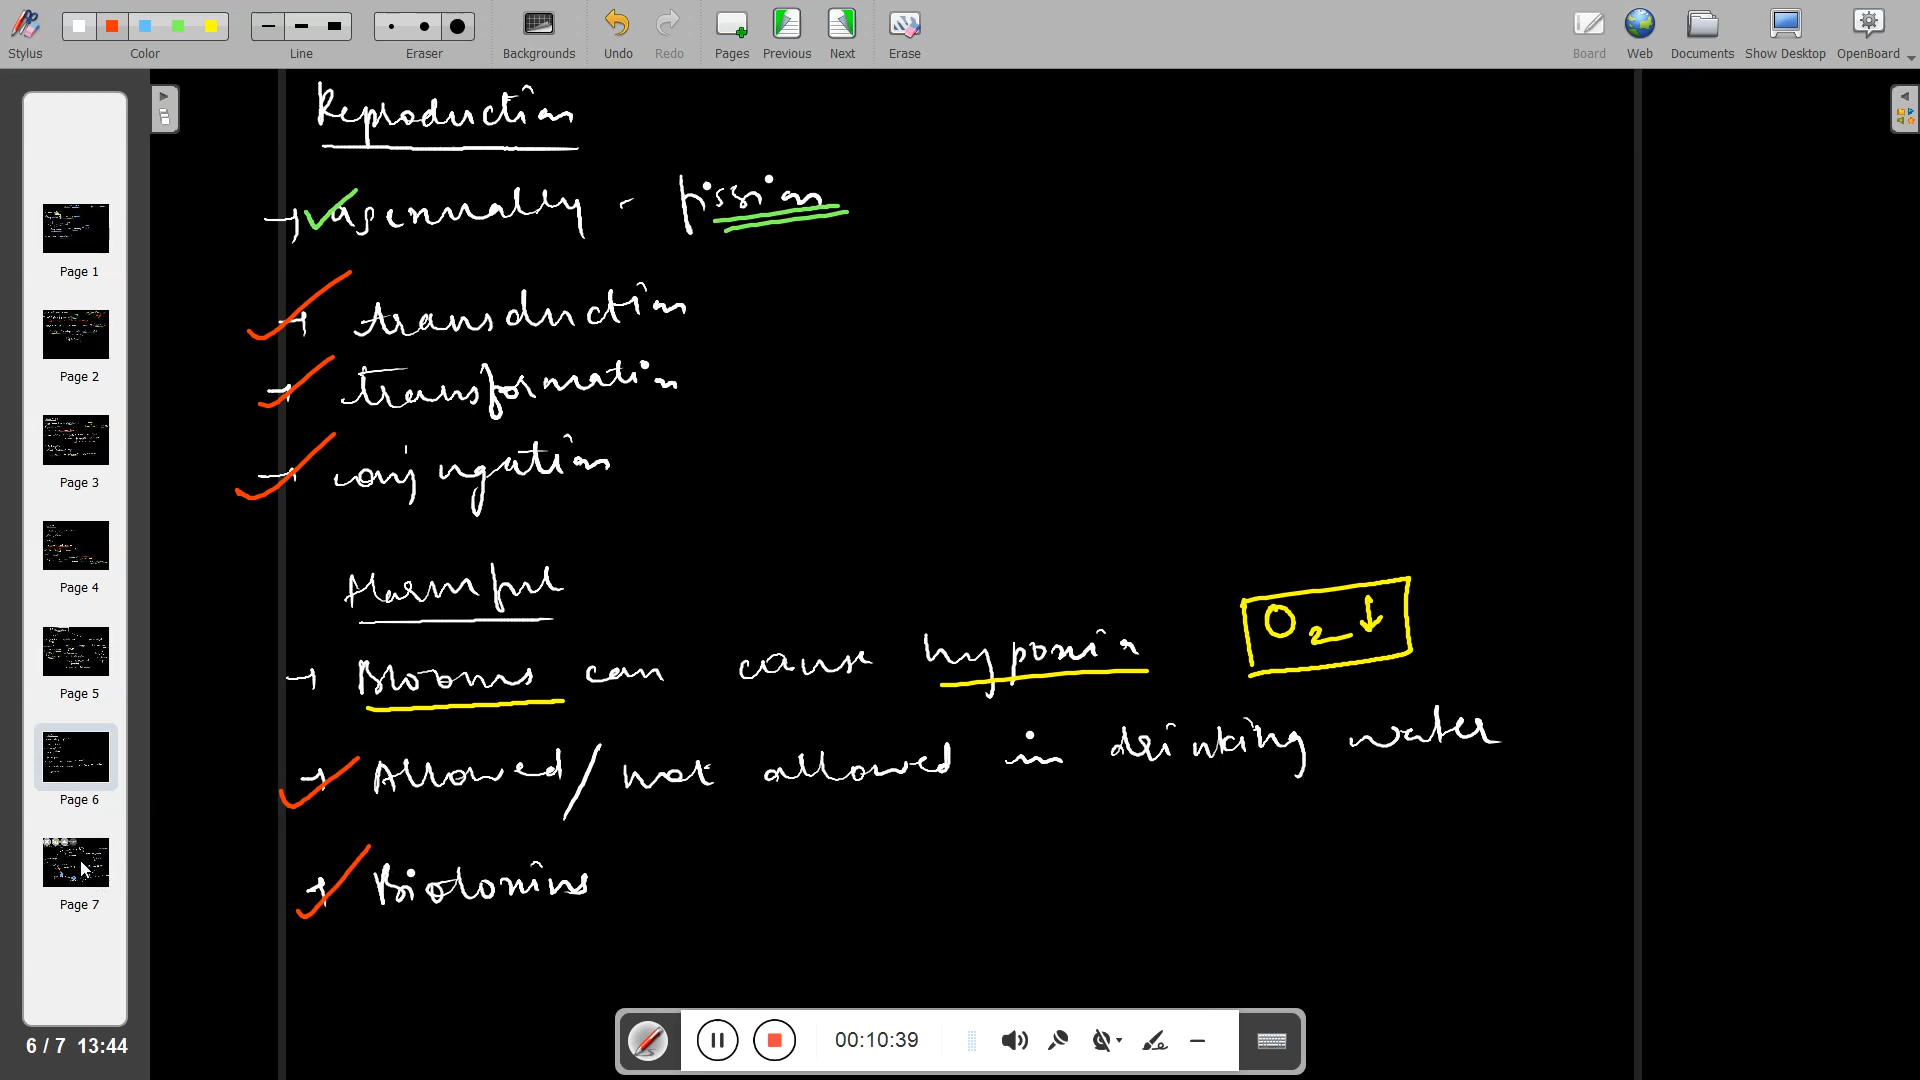 Stylus Color Line Eraser Backgrounds Undo Redo Pages Previous Next Erase Board Web Documents Show Desktop OpenBoard
Page 1
Page 2
Page 3
Page 4
Page 5
Page 6
Page 7
6 / 7 13:44
Reproduction
→ asexually - fission
→ transduction
→ transformation
→ conjugation
Harmful
→ Blooms can cause hypoxia O2 ↓
→ Allowed/not allowed in drinking water
→ Biotoxins
00:10:39